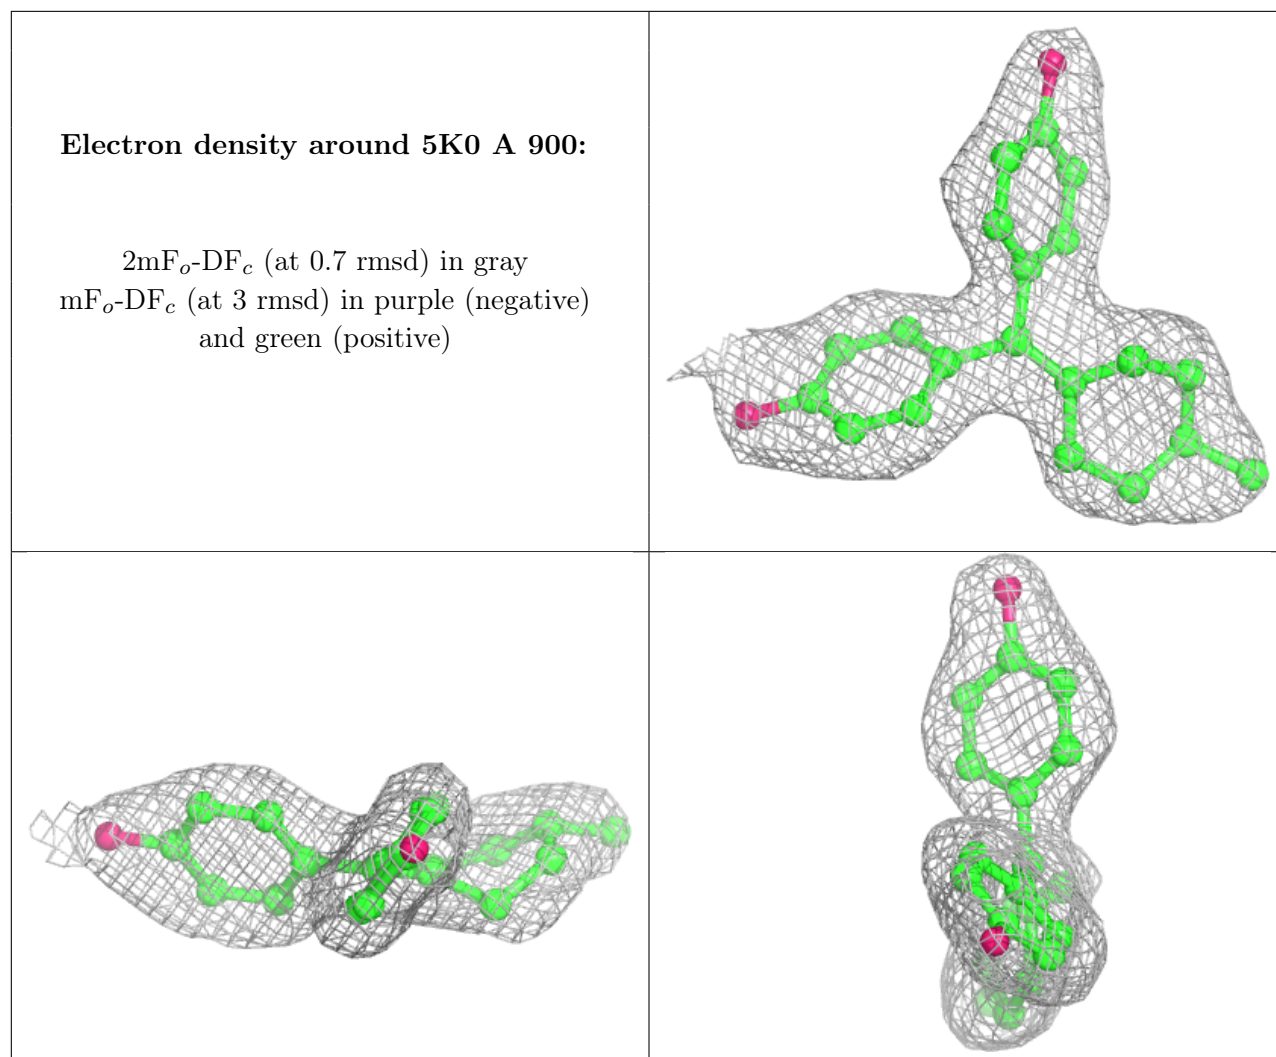 Electron density around 5K0 A 900:
2mFₒ-DF𝒸 (at 0.7 rmsd) in gray
mFₒ-DF𝒸 (at 3 rmsd) in purple (negative)
and green (positive)